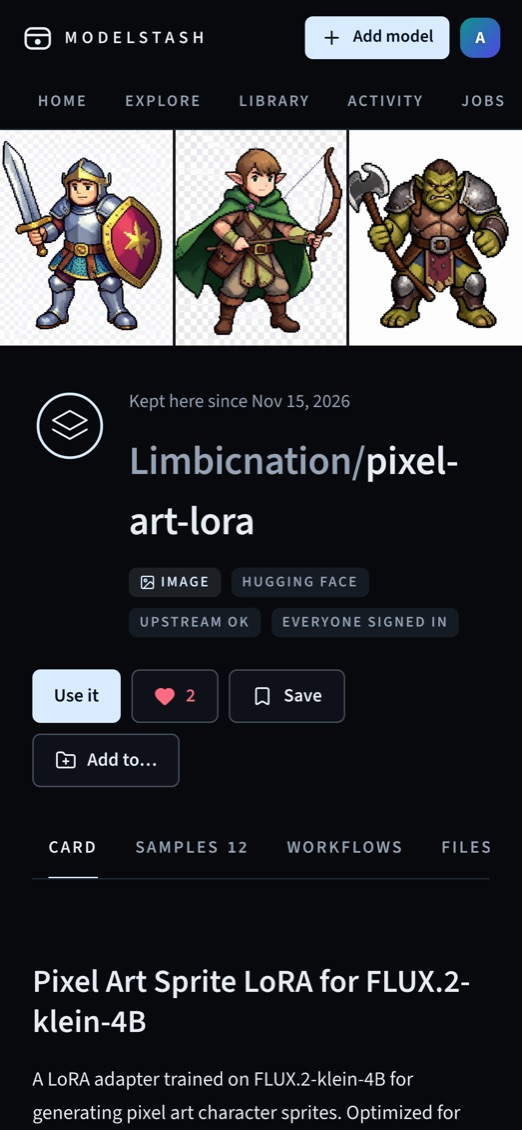 MODELSTASH
Add model
A
HOME EXPLORE LIBRARY ACTIVITY JOBS
Kept here since Nov 15, 2026
Limbicnation/pixel-
art-lora
IMAGE HUGGING FACE
UPSTREAM OK EVERYONE SIGNED IN
Use it 2 Save
Add to...
CARD SAMPLES 12 WORKFLOWS FILES
Pixel Art Sprite LoRA for FLUX.2-
klein-4B
A LoRA adapter trained on FLUX.2-klein-4B for
generating pixel art character sprites. Optimized for